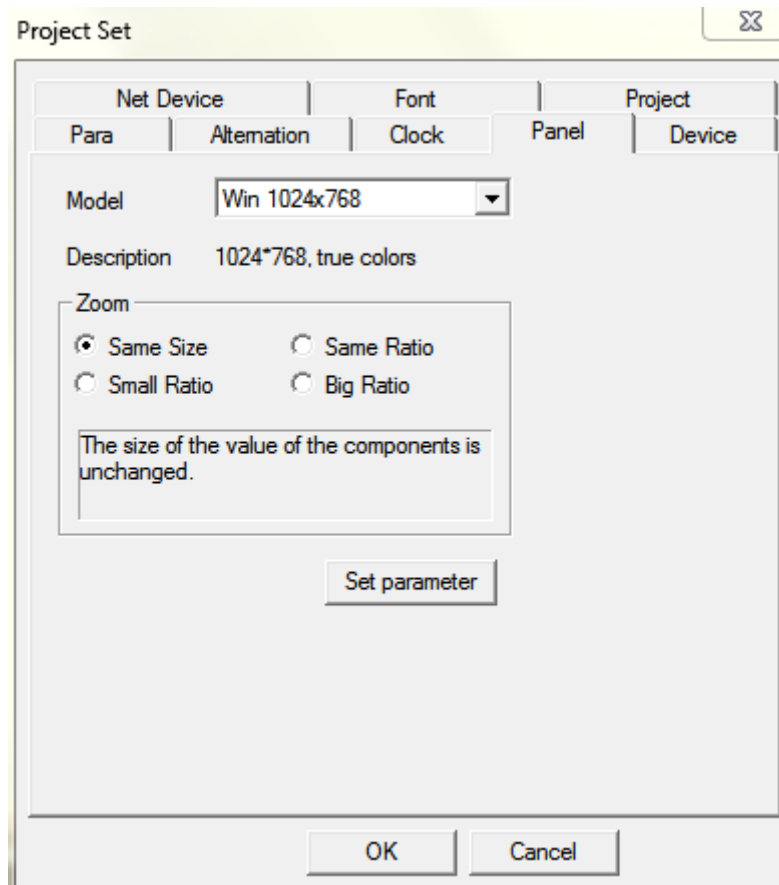 Project Set
Net Device Font Project
Para Alternation Clock Panel Device
Model Win 1024x768
Description 1024*768, true colors
Zoom
Same Size Same Ratio
Small Ratio Big Ratio
The size of the value of the components is
unchanged.
Set parameter
OK Cancel